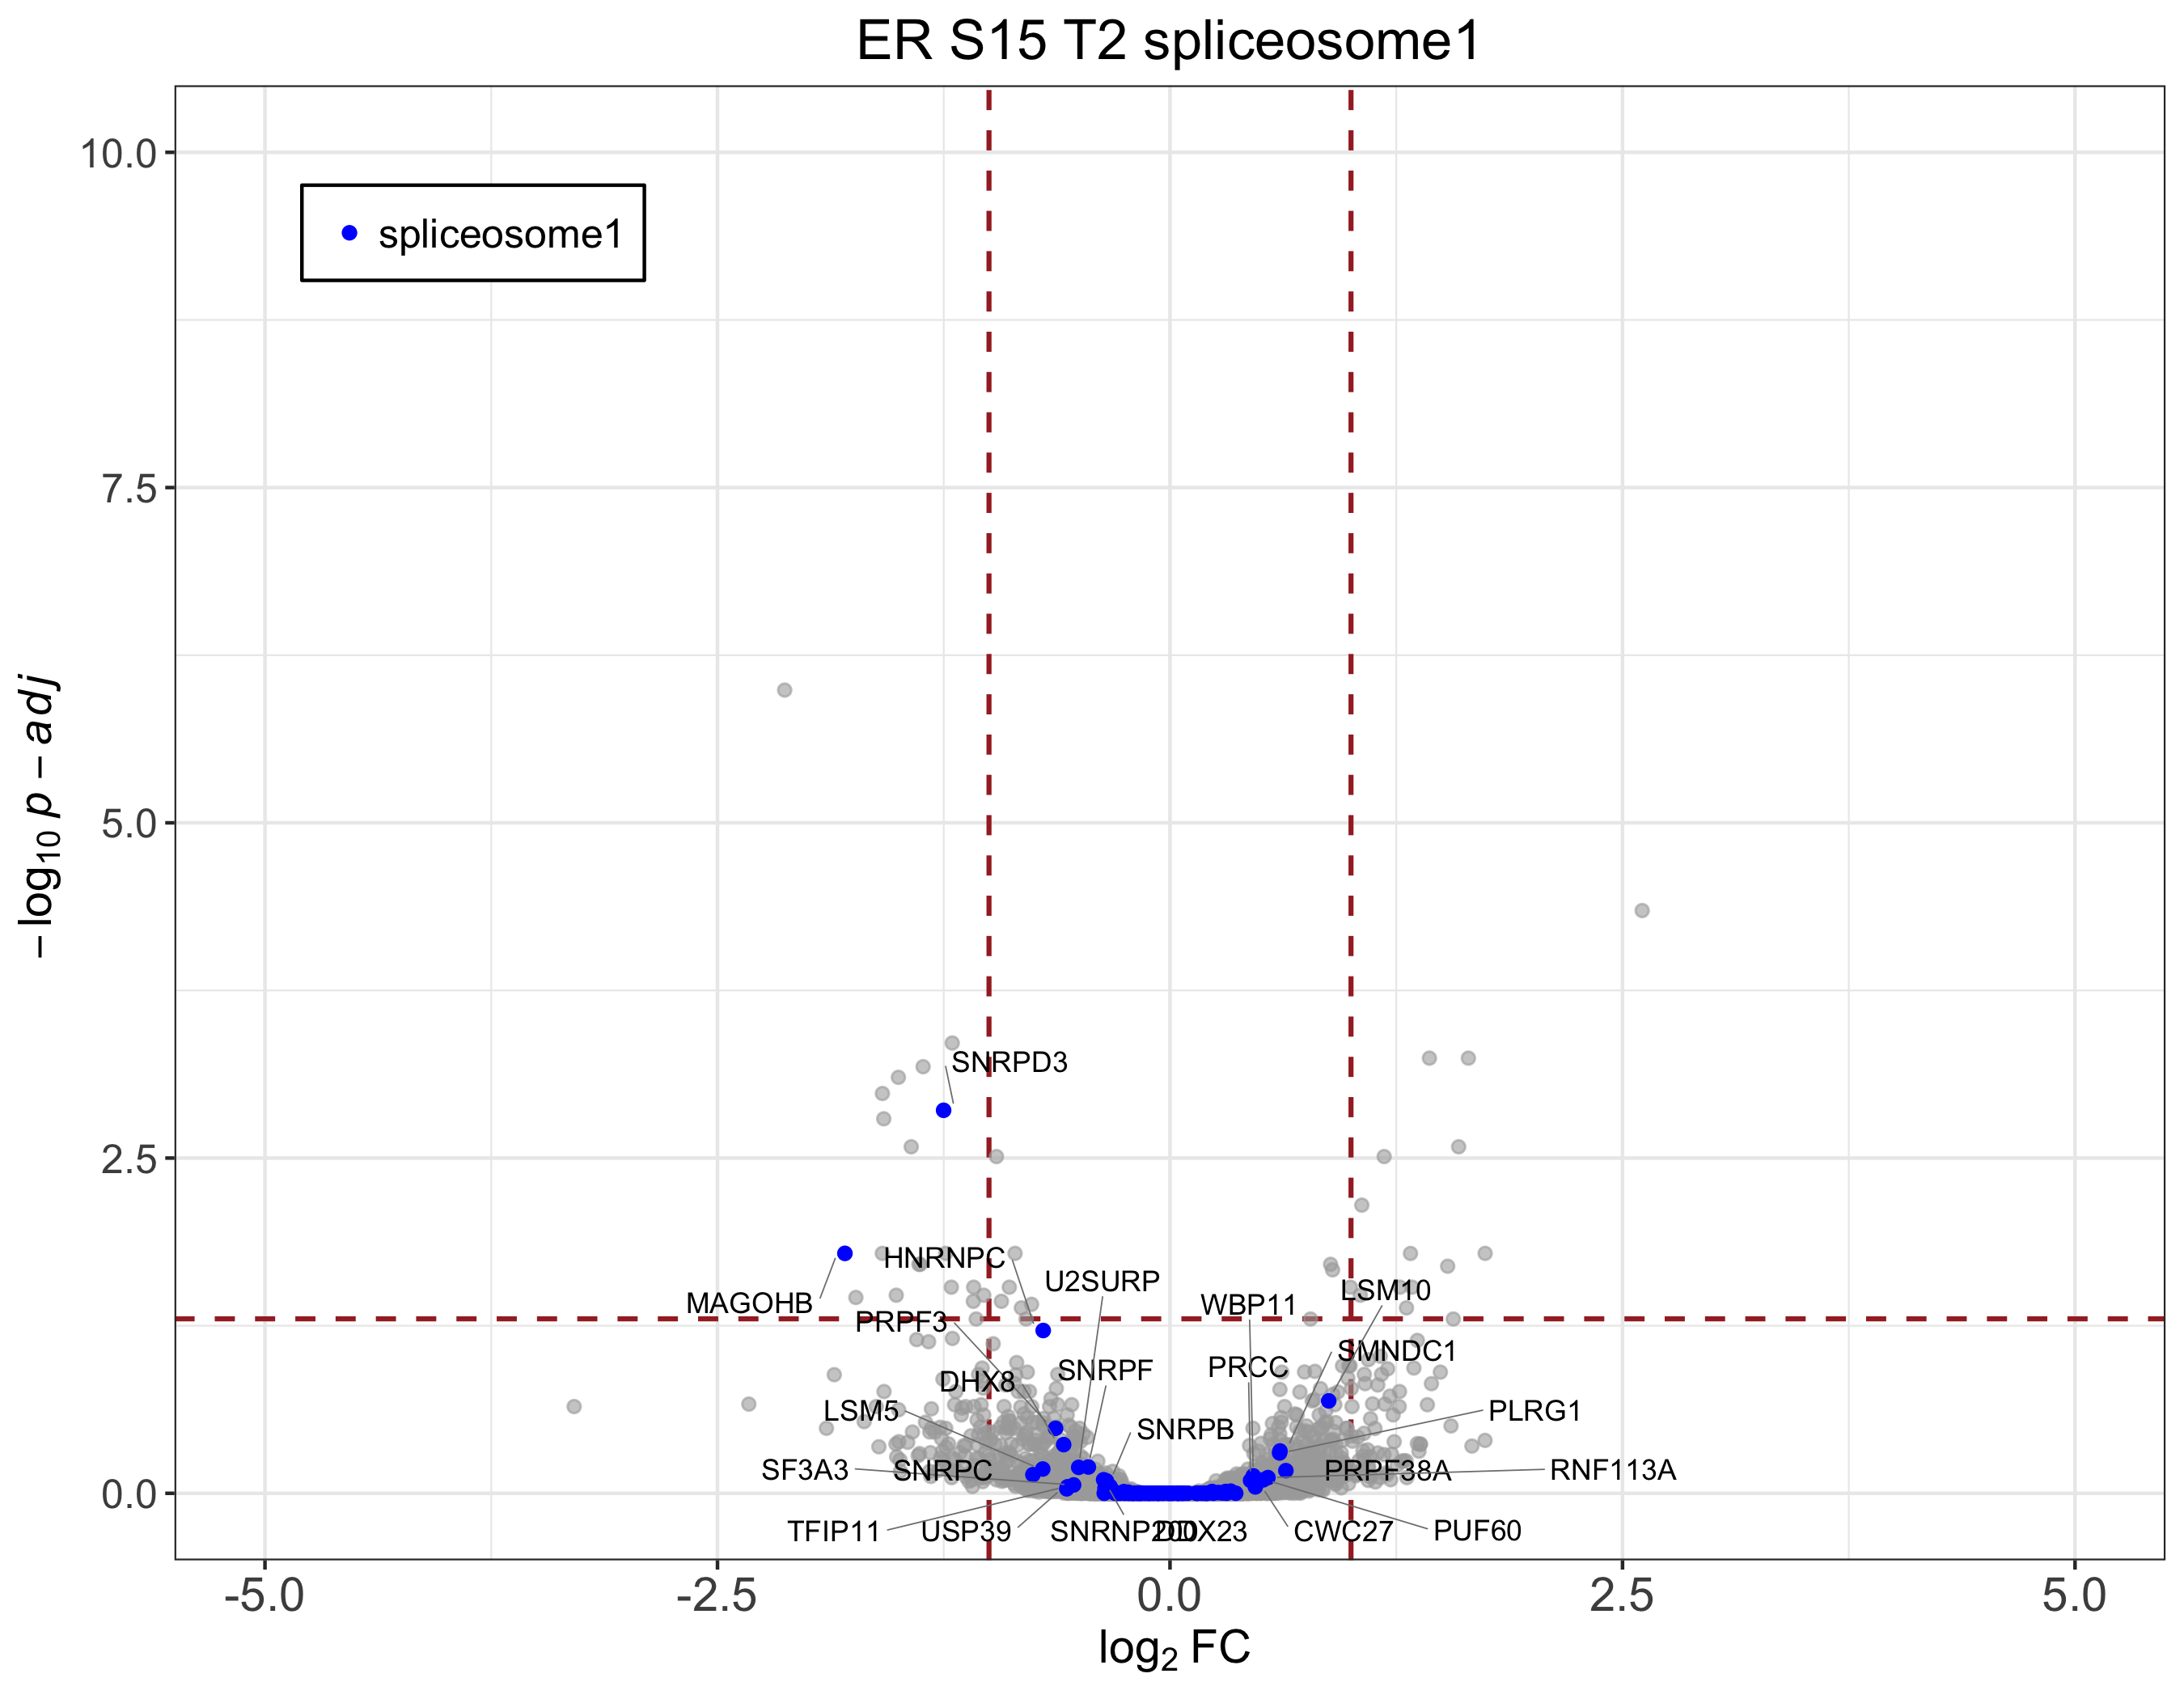 ER S15 T2 spliceosome1
10.0
7.5
5.0
2.5
0.0
−log10 p − adj
spliceosome1
SNRPD3
HNRNPC
U2SURP
MAGOHB
WBP11
LSM10
PRPF3
SMNDC1
SNRPF
PRCC
DHX8
LSM5
PLRG1
SNRPB
SF3A3
SNRPC
PRPF38A
RNF113A
TFIP11
USP39
SNRNP200
DDX23
CWC27
PUF60
-5.0
-2.5
0.0
2.5
5.0
log2 FC